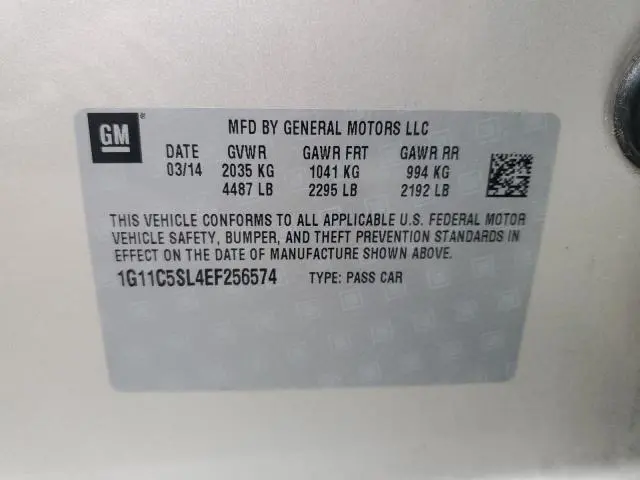 GM
MFD BY GENERAL MOTORS LLC
DATE GVWR GAWR FRT GAWR RR
03/14 2035 KG 1041 KG 994 KG
4487 LB 2295 LB 2192 LB
THIS VEHICLE CONFORMS TO ALL APPLICABLE U.S. FEDERAL MOTOR
VEHICLE SAFETY, BUMPER, AND THEFT PREVENTION STANDARDS IN
EFFECT ON THE DATE OF MANUFACTURE SHOWN ABOVE.
1G11C5SL4EF256574 TYPE: PASS CAR